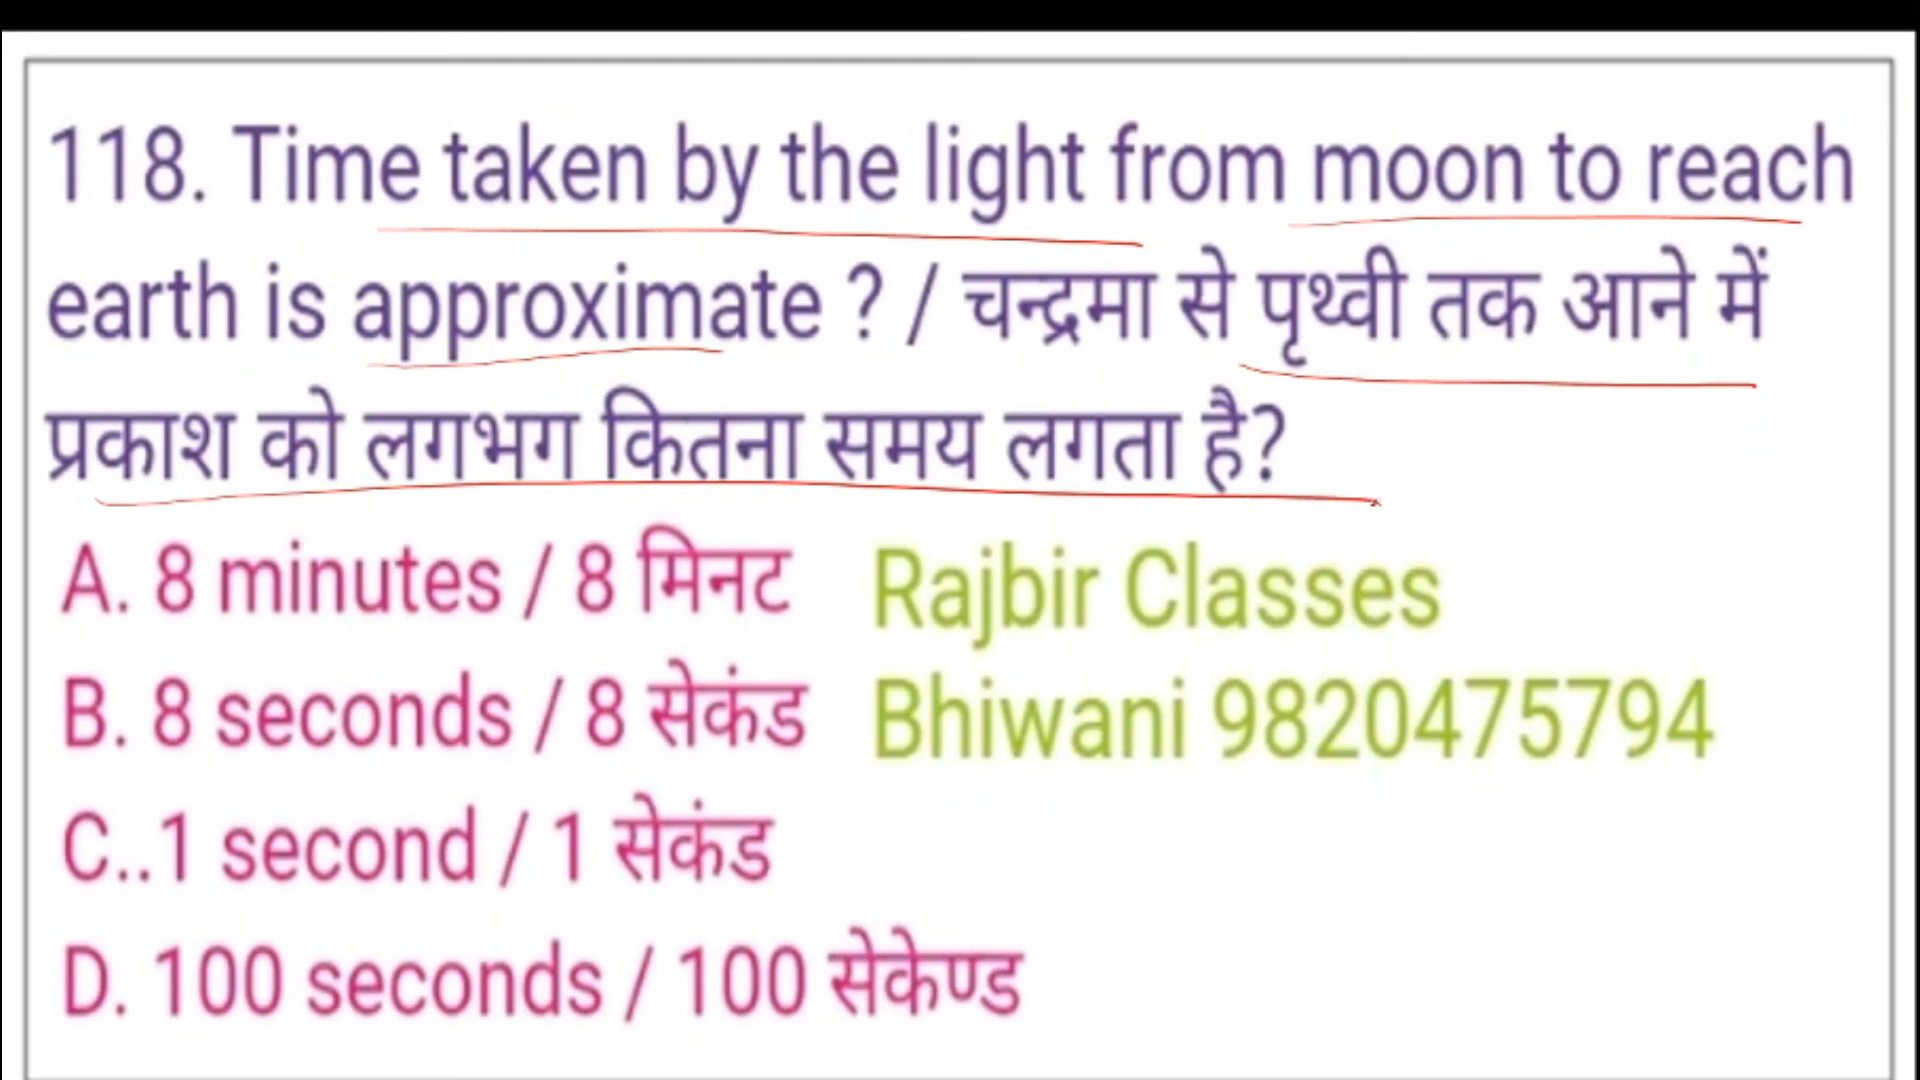 118. Time taken by the light from moon to reach
earth is approximate ? / चन्द्रमा से पृथ्वी तक आने में
प्रकाश को लगभग कितना समय लगता है?
A. 8 minutes / 8 मिनट
B. 8 seconds / 8 सेकंड
C..1 second / 1 सेकंड
D. 100 seconds / 100 सेकेण्ड
Rajbir Classes
Bhiwani 9820475794